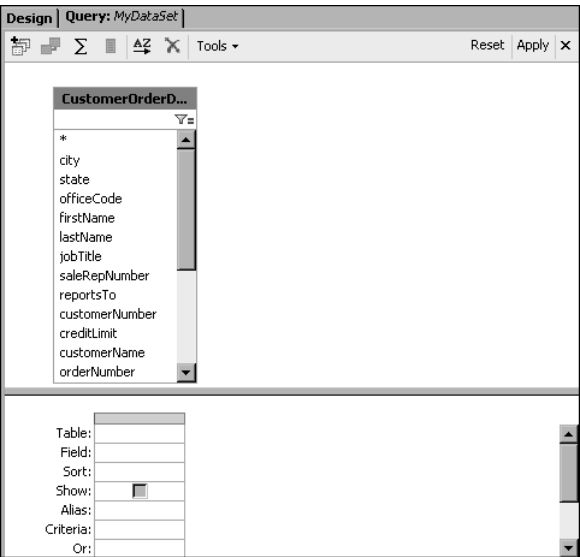 Design Query: MyDataSet
Σ AZ Tools Reset Apply
CustomerOrderD...
*
city
state
officeCode
firstName
lastName
jobTitle
saleRepNumber
reportsTo
customerNumber
creditLimit
customerName
orderNumber
Table:
Field:
Sort:
Show:
Alias:
Criteria:
Or: